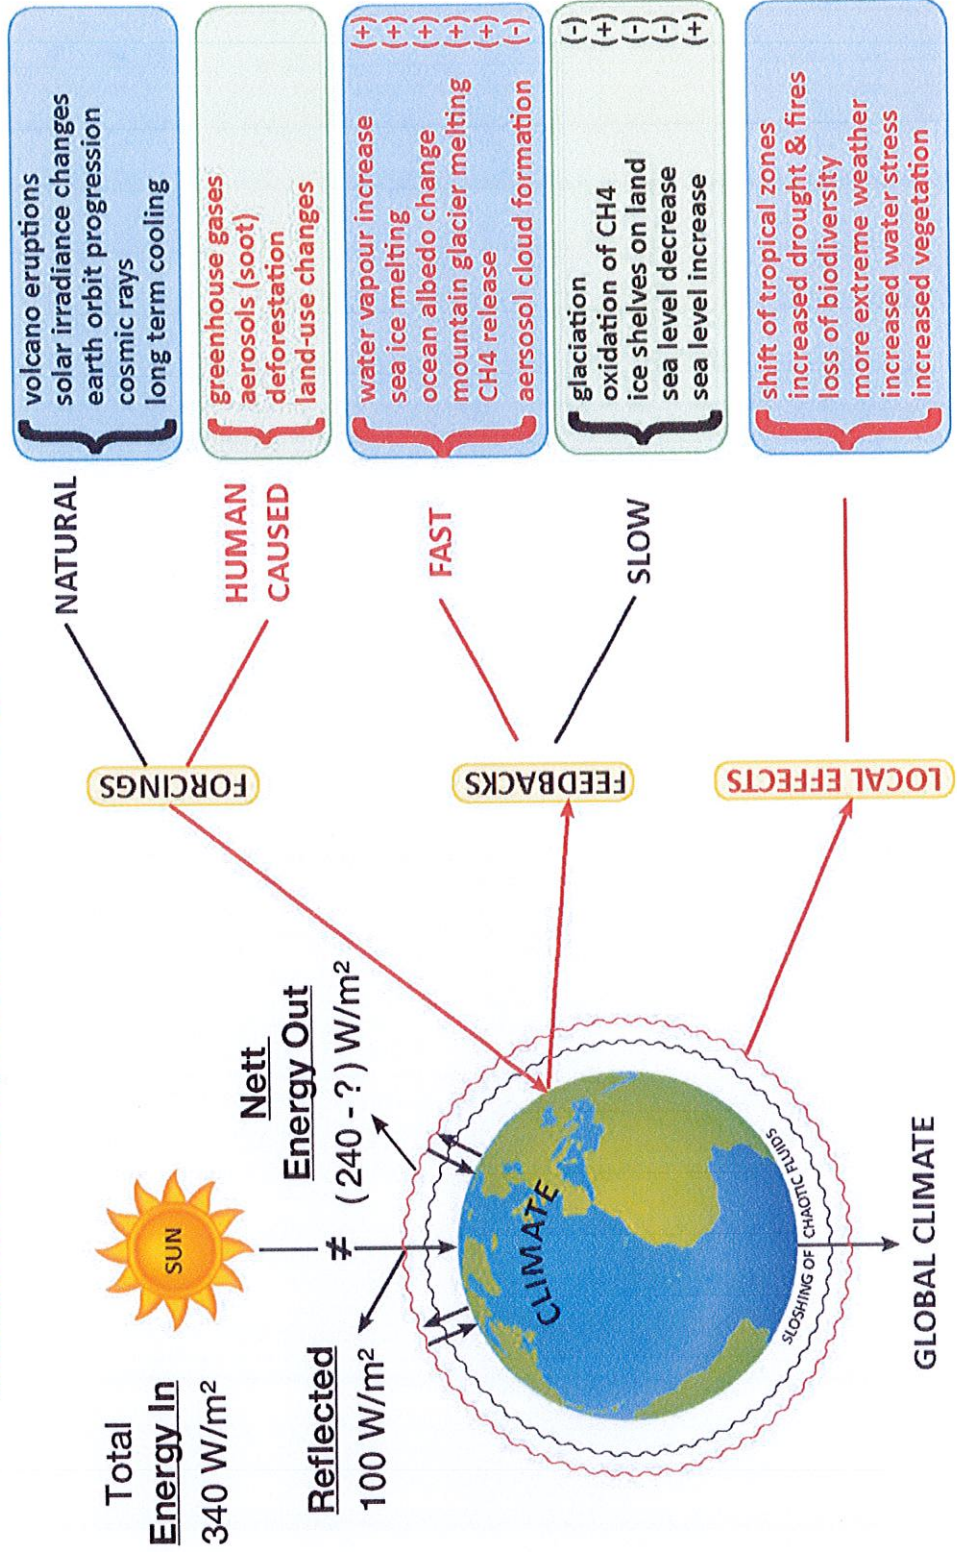 Total
Energy In
340 W/m²
Reflected
100 W/m²
SUN
≠
Nett
Energy Out
(240 - ?) W/m²
CLIMATE
SLOSHING OF CHAOTIC FLUIDS
GLOBAL CLIMATE
FORCINGS
NATURAL
volcano eruptions
solar irradiance changes
earth orbit progression
cosmic rays
long term cooling
HUMAN
CAUSED
greenhouse gases
aerosols (soot)
deforestation
land-use changes
FEEDBACKS
FAST
water vapour increase (+)
sea ice melting (+)
ocean albedo change (+)
mountain glacier melting (+)
CH4 release (+)
aersosol cloud formation (-)
SLOW
glaciation (-)
oxidation of CH4 (+)
ice shelves on land (-)
sea level decrease (-)
sea level increase (+)
LOCAL EFFECTS
shift of tropical zones
increased drought & fires
loss of biodiversity
more extreme weather
increased water stress
increased vegetation